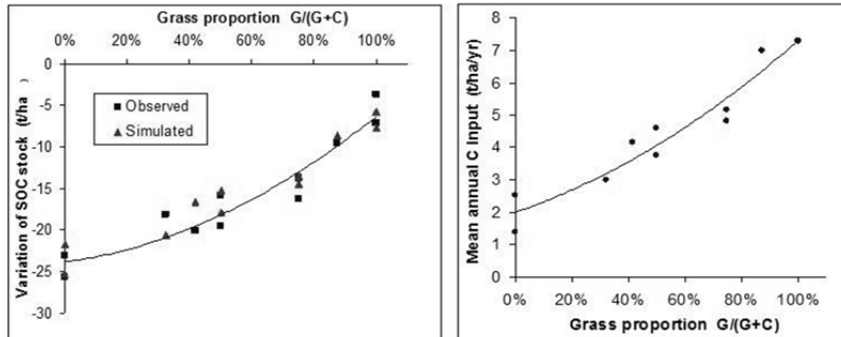 Grass proportion G/(G+C)
0% 20% 40% 60% 80% 100%
0
-5
-10
-15
-20
-25
-30
Variation of SOC stock (t/ha )
Observed
Simulated
8
7
6
5
4
3
2
1
0
Mean annual C Input (t/ha/yr)
0% 20% 40% 60% 80% 100%
Grass proportion G/(G+C)